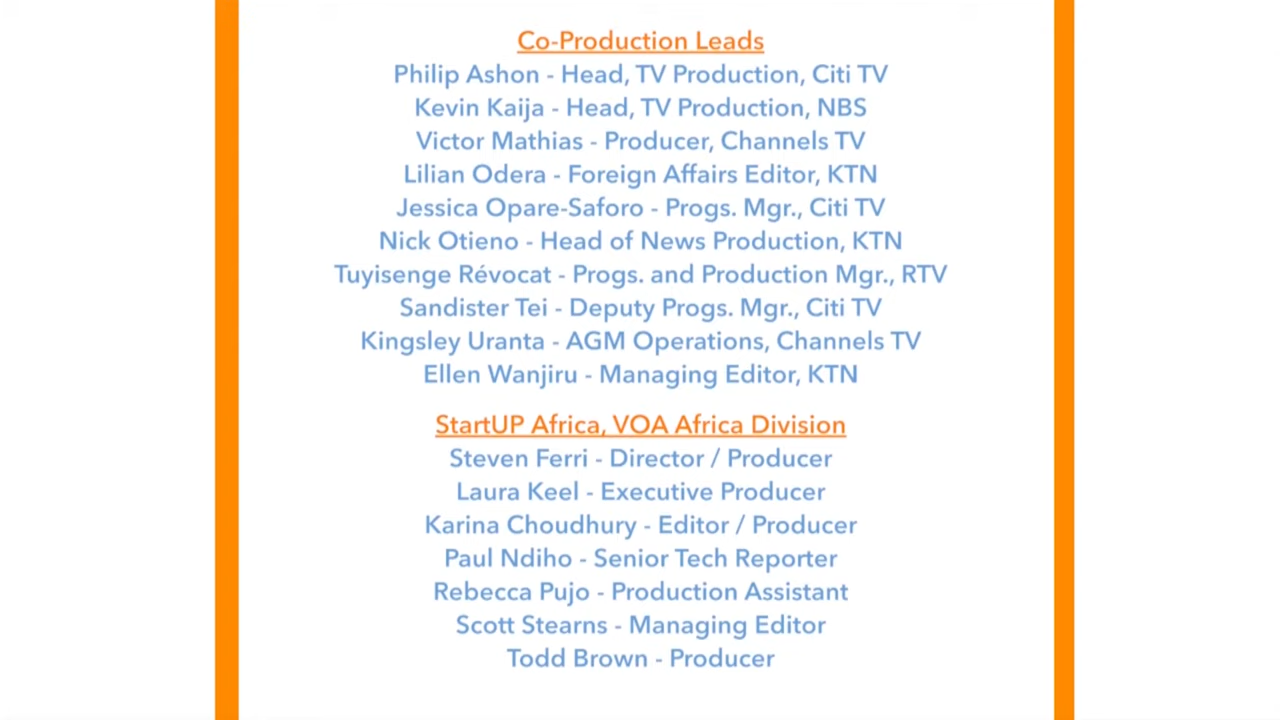 Co-Production Leads
Philip Ashon - Head, TV Production, Citi TV
Kevin Kaija - Head, TV Production, NBS
Victor Mathias - Producer, Channels TV
Lilian Odera - Foreign Affairs Editor, KTN
Jessica Opare-Saforo - Progs. Mgr., Citi TV
Nick Otieno - Head of News Production, KTN
Tuyisenge Révocat - Progs. and Production Mgr., RTV
Sandister Tei - Deputy Progs. Mgr., Citi TV
Kingsley Uranta - AGM Operations, Channels TV
Ellen Wanjiru - Managing Editor, KTN
StartUP Africa, VOA Africa Division
Steven Ferri - Director / Producer
Laura Keel - Executive Producer
Karina Choudhury - Editor / Producer
Paul Ndiho - Senior Tech Reporter
Rebecca Pujo - Production Assistant
Scott Stearns - Managing Editor
Todd Brown - Producer